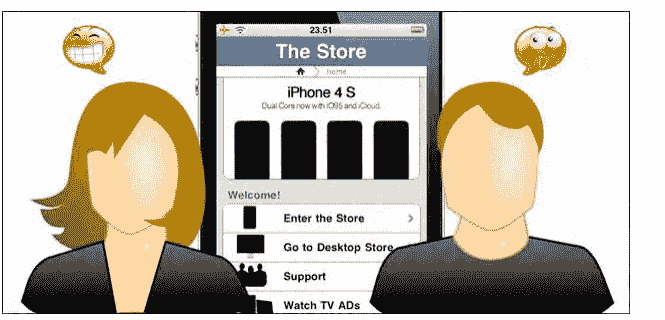 23.51
The Store
home
iPhone 4 S
Dual Core now with iOS5 and iCloud.
Welcome!
Enter the Store
Go to Desktop Store
Support
Watch TV ADs